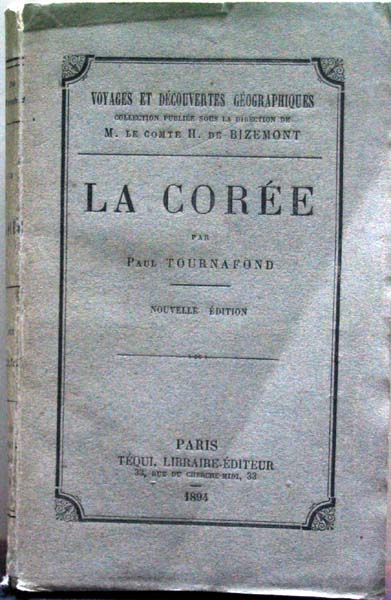 VOYAGES ET DÉCOUVERTES GÉOGRAPHIQUES
COLLECTION PUBLIÉE SOUS LA DIRECTION DE
M. LE COMTE H. DE BIZEMONT
LA CORÉE
PAR
PAUL TOURNAFOND
NOUVELLE ÉDITION
PARIS
TÉQUI, LIBRAIRE-ÉDITEUR
33, RUE DU CHERCHE-MIDI, 33
1894